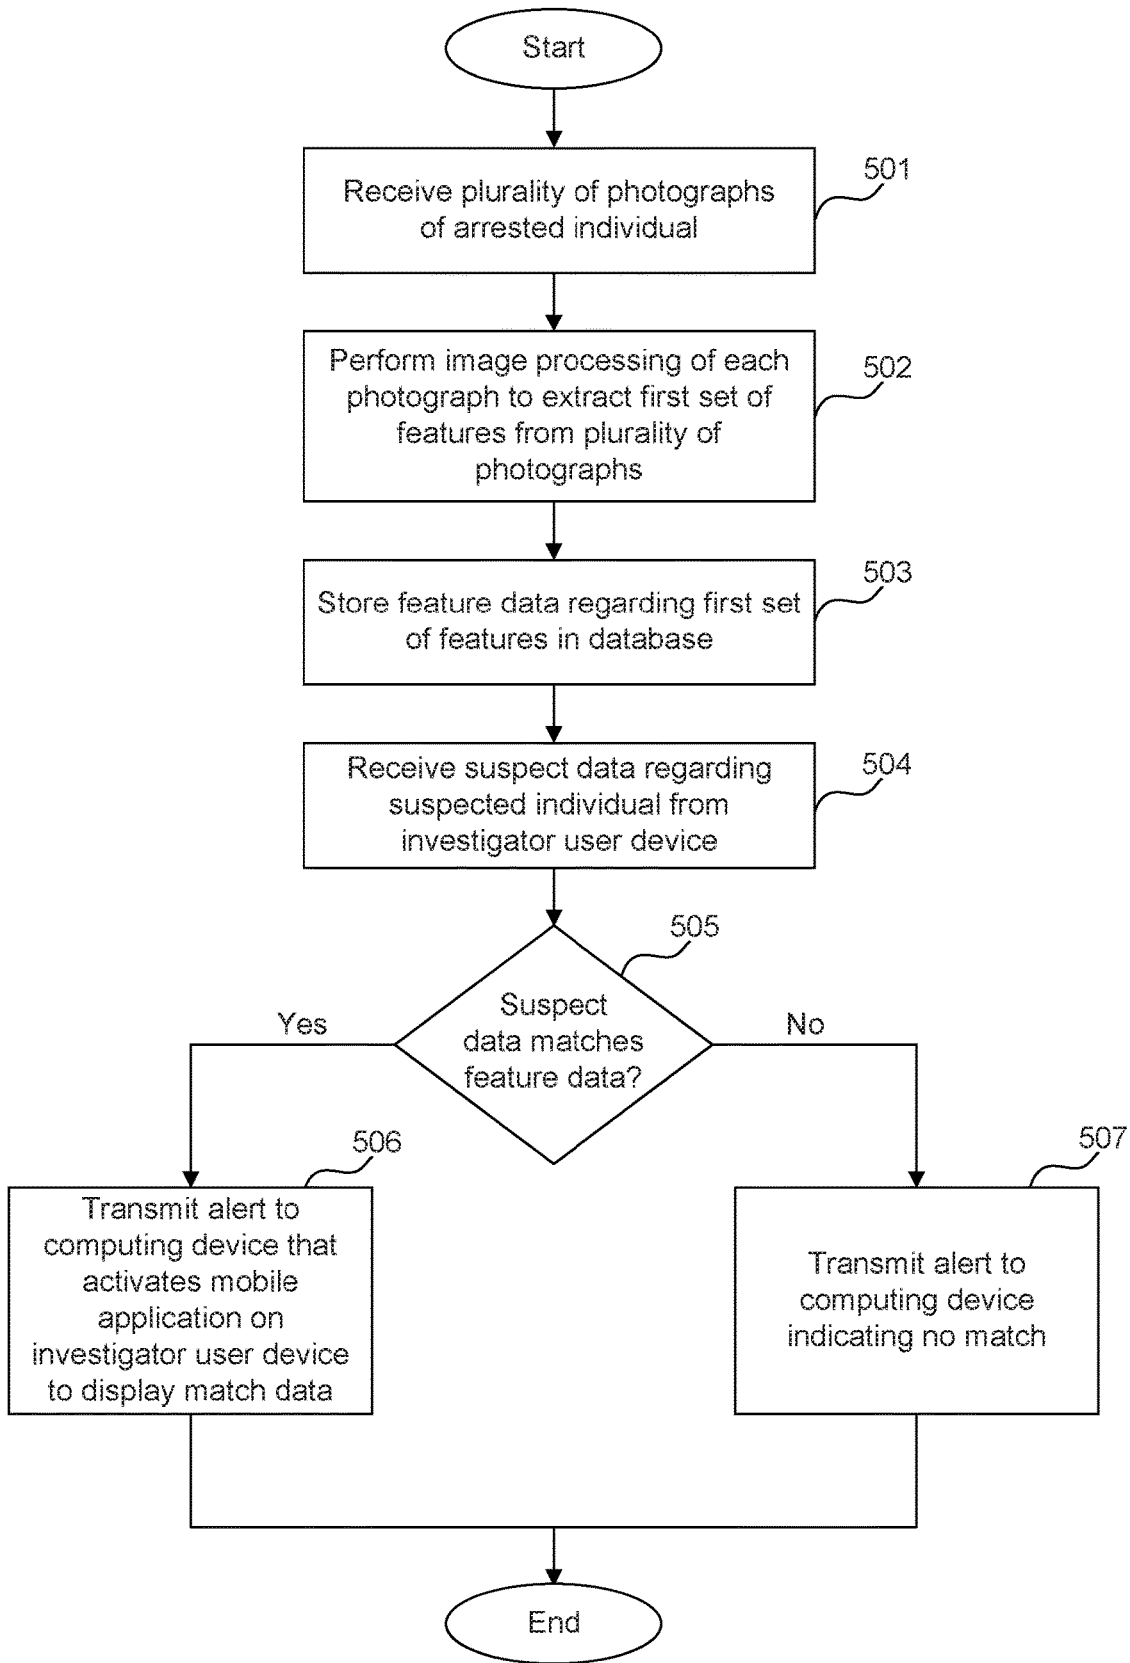 Start
501
Receive plurality of photographs
of arrested individual
502
Perform image processing of each
photograph to extract first set of
features from plurality of
photographs
503
Store feature data regarding first set
of features in database
504
Receive suspect data regarding
suspected individual from
investigator user device
505
Suspect
data matches
feature data?
Yes
No
506
Transmit alert to
computing device that
activates mobile
application on
investigator user device
to display match data
507
Transmit alert to
computing device
indicating no match
End